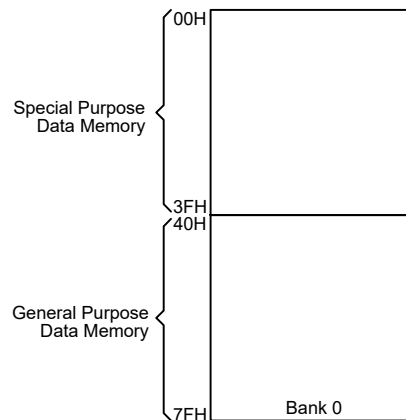 00H
Special Purpose
Data Memory
3FH
40H
General Purpose
Data Memory
7FH
Bank 0